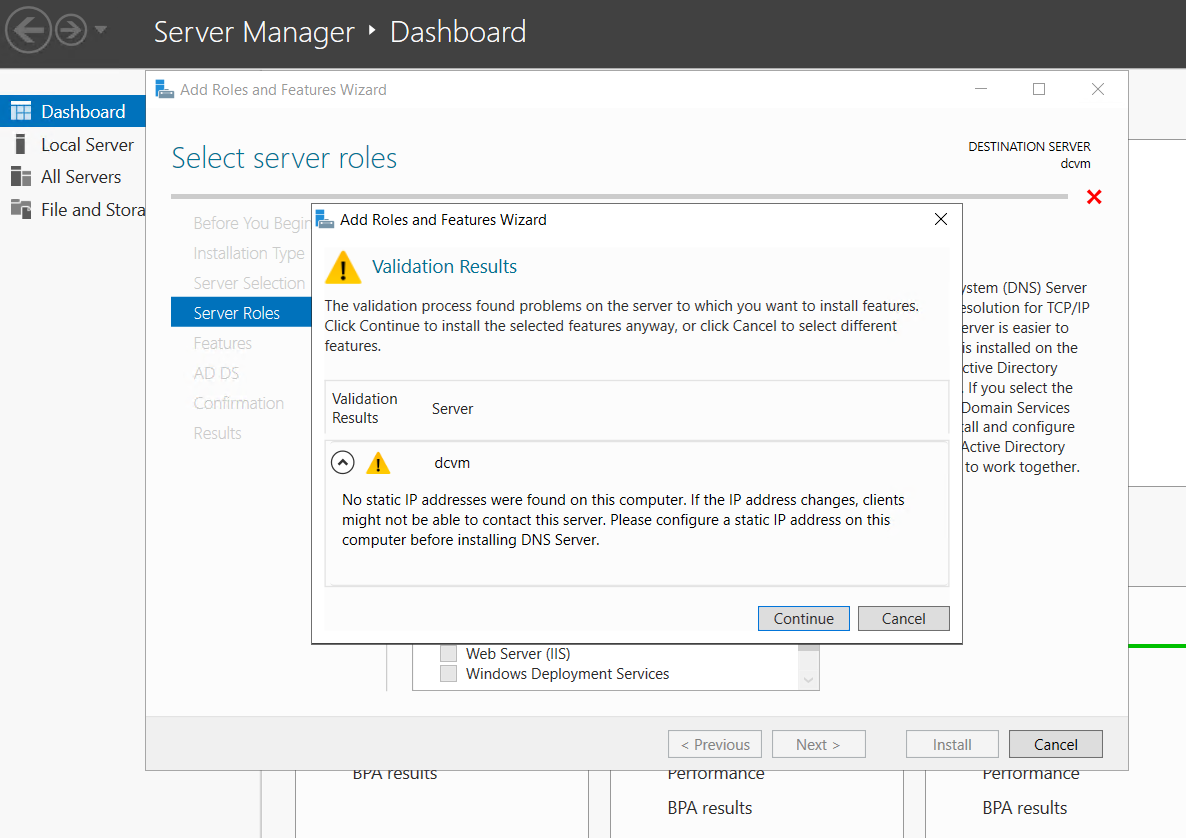 Server Manager ‣ Dashboard
Add Roles and Features Wizard
Dashboard
Local Server
All Servers
File and Stora
Select server roles
DESTINATION SERVER
dcvm
Before You Begin
Installation Type
Server Selection
Server Roles
Features
AD DS
Confirmation
Results
Add Roles and Features Wizard
Validation Results
The validation process found problems on the server to which you want to install features.
Click Continue to install the selected features anyway, or click Cancel to select different
features.
Validation
Results
Server
dcvm
No static IP addresses were found on this computer. If the IP address changes, clients
might not be able to contact this server. Please configure a static IP address on this
computer before installing DNS Server.
Continue
Cancel
ystem (DNS) Server
esolution for TCP/IP
erver is easier to
is installed on the
ctive Directory
. If you select the
Domain Services
all and configure
Active Directory
to work together.
Web Server (IIS)
Windows Deployment Services
< Previous
Next >
Install
Cancel
BPA results
Performance
Performance
BPA results
BPA results